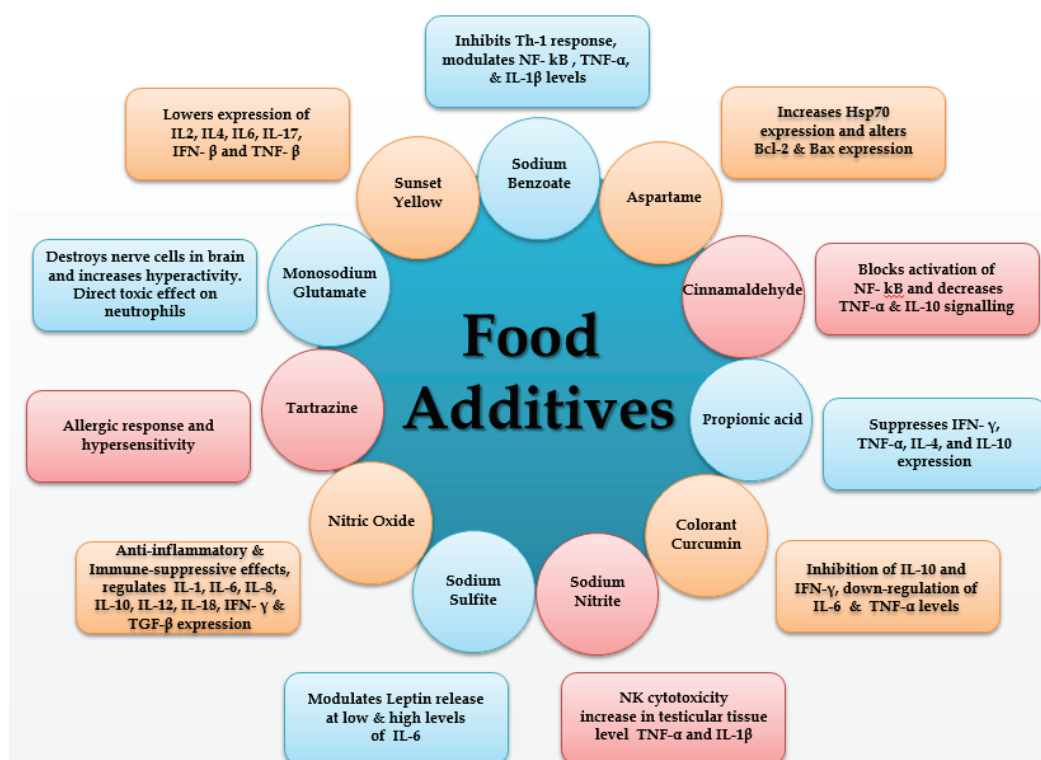 Inhibits Th-1 response,
modulates NF- kB , TNF-α,
& IL-1β levels
Lowers expression of
IL2, IL4, IL6, IL-17,
IFN- β and TNF- β
Increases Hsp70
expression and alters
Bcl-2 & Bax expression
Sunset
Yellow
Sodium
Benzoate
Aspartame
Destroys nerve cells in brain
and increases hyperactivity.
Direct toxic effect on
neutrophils
Monosodium
Glutamate
Cinnamaldehyde
Blocks activation of
NF- kB and decreases
TNF-α & IL-10 signalling
Food
Additives
Allergic response and
hypersensitivity
Tartrazine
Propionic acid
Suppresses IFN- γ,
TNF-α, IL-4, and IL-10
expression
Nitric Oxide
Colorant
Curcumin
Anti-inflammatory &
Immune-suppressive effects,
regulates IL-1, IL-6, IL-8,
IL-10, IL-12, IL-18, IFN- γ &
TGF-β expression
Sodium
Sulfite
Sodium
Nitrite
Inhibition of IL-10 and
IFN-γ, down-regulation of
IL-6 & TNF-α levels
Modulates Leptin release
at low & high levels
of IL-6
NK cytotoxicity
increase in testicular tissue
level TNF-α and IL-1β